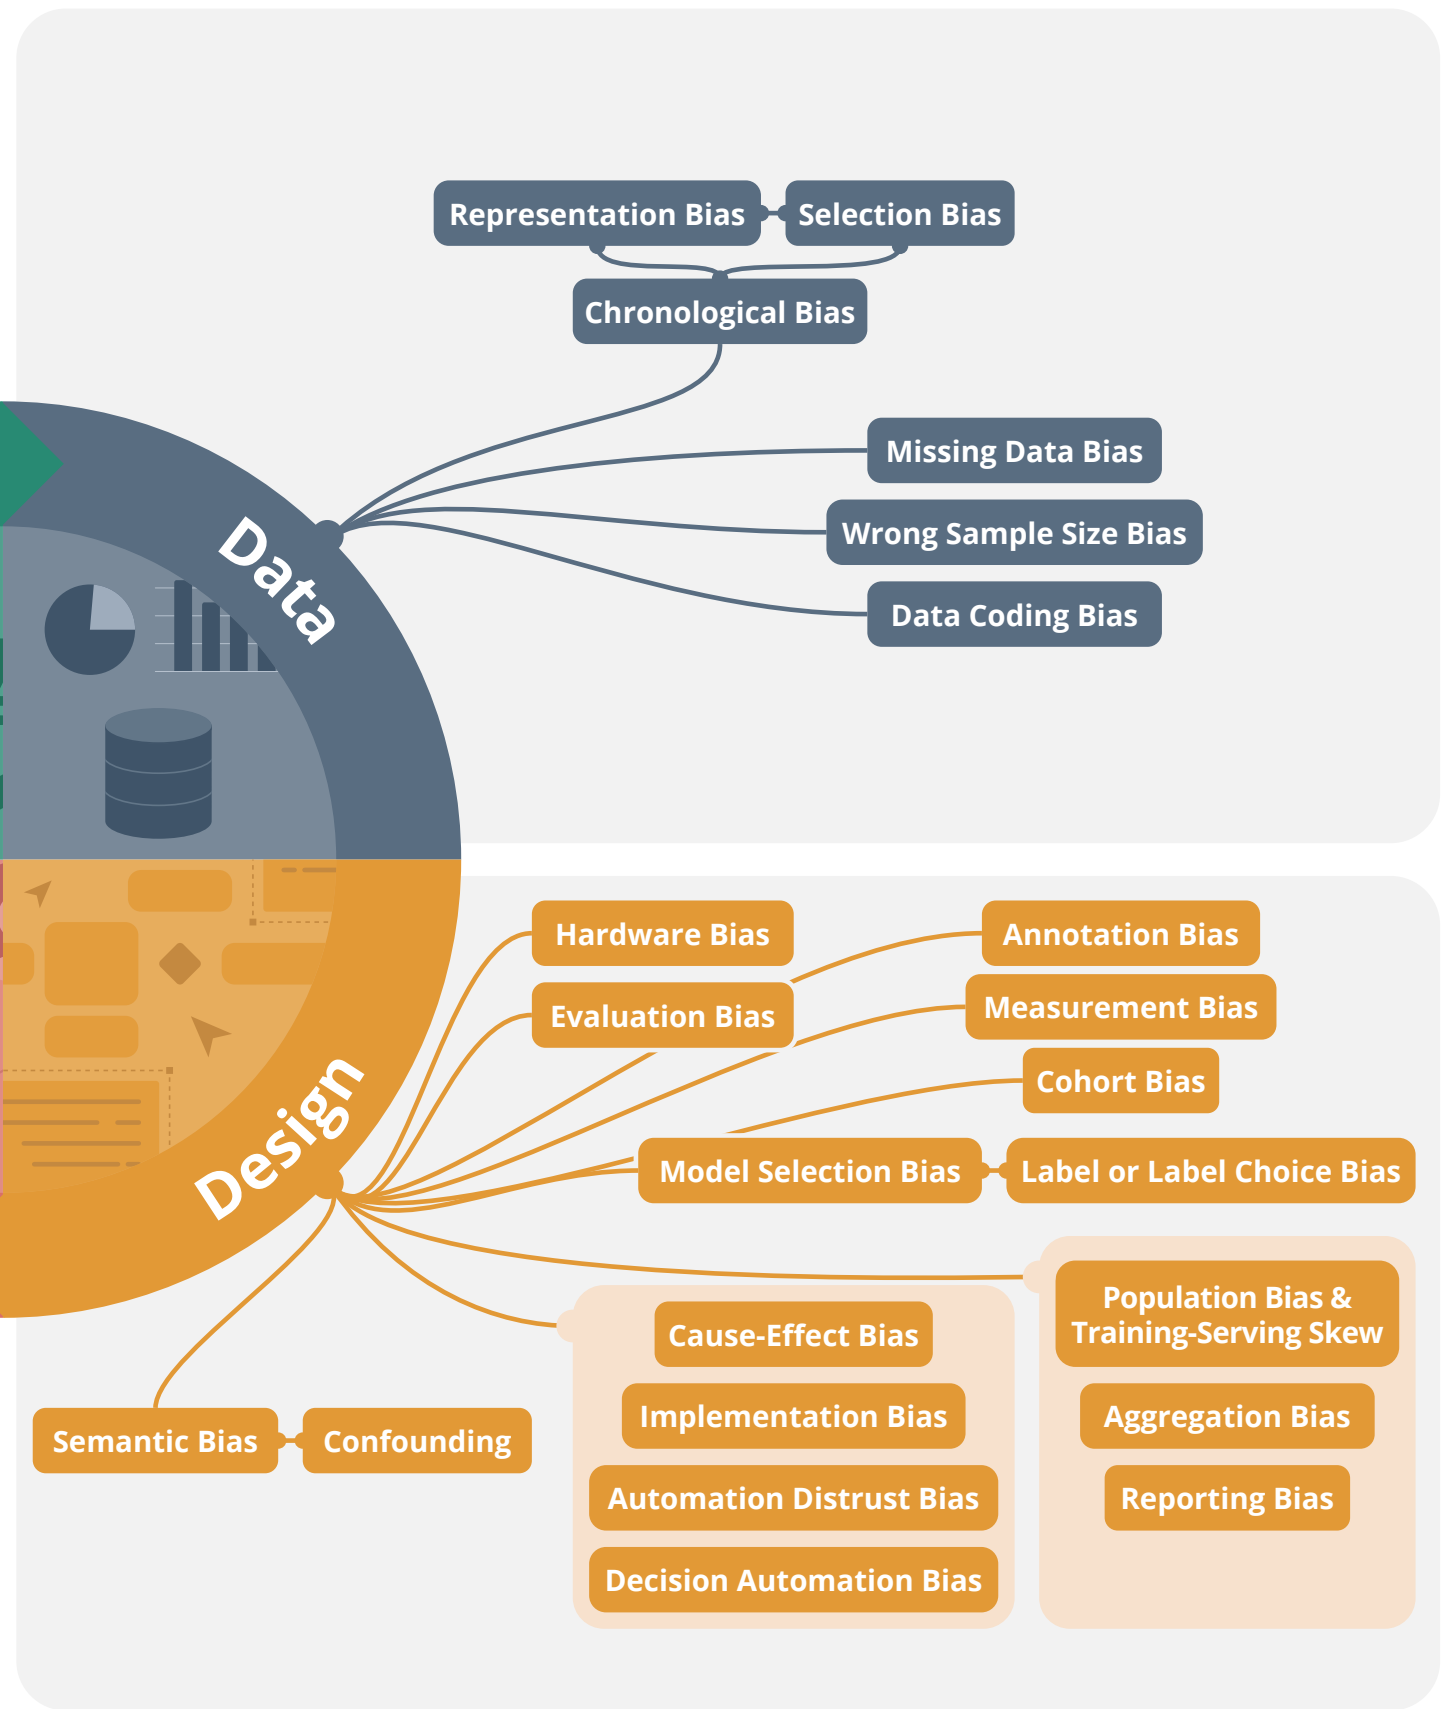 Representation Bias
Selection Bias
Chronological Bias
Missing Data Bias
Wrong Sample Size Bias
Data Coding Bias
Data
Design
Hardware Bias
Annotation Bias
Evaluation Bias
Measurement Bias
Cohort Bias
Model Selection Bias
Label or Label Choice Bias
Population Bias &
Training-Serving Skew
Cause-Effect Bias
Implementation Bias
Aggregation Bias
Semantic Bias
Confounding
Automation Distrust Bias
Reporting Bias
Decision Automation Bias